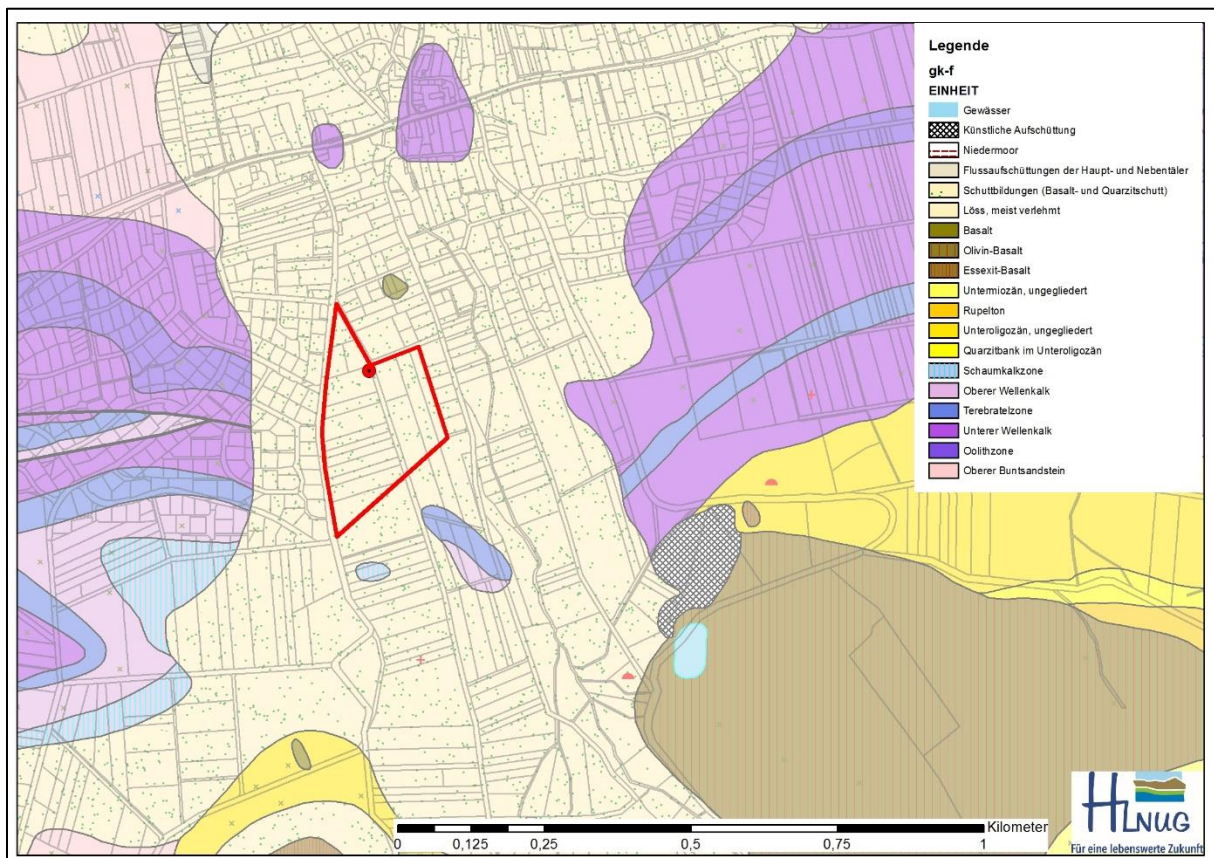 Legende
gk-f
EINHEIT
Gewässer
Künstliche Aufschüttung
Niedermoor
Flussaufschüttungen der Haupt- und Nebentäler
Schuttbildungen (Basalt- und Quarzitschutt)
Löss, meist verlehmt
Basalt
Olivin-Basalt
Essexit-Basalt
Untermiozän, ungegliedert
Rupelton
Unteroligozän, ungegliedert
Quarzitbank im Unteroligozän
Schaumkalkzone
Oberer Wellenkalk
Terebratelzone
Unterer Wellenkalk
Oolithzone
Oberer Buntsandstein
Kilometer
0 0,125 0,25 0,5 0,75 1
HLNUG
Für eine lebenswerte Zukunft